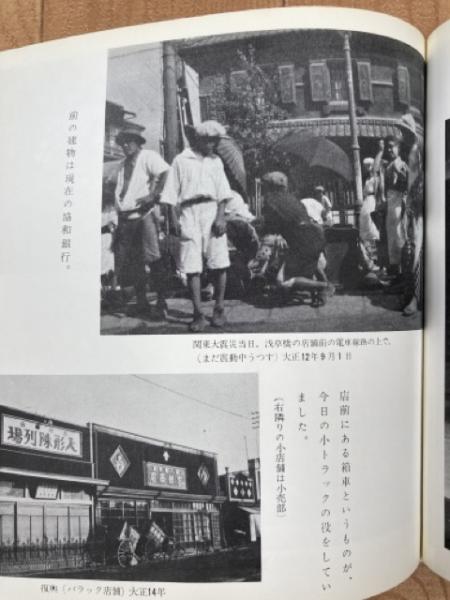 前の建物は現在の協和銀行。
関東大震災当日。浅草橋の店舗前の電車線路の上で。
(まだ震動中うつす) 大正12年9月1日
店前にある箱車というものが、
今日の小トラックの役をしてい
ました。
(右隣りの小店舗は小売部)
人形陳列場
復興 (バラック店舗) 大正14年